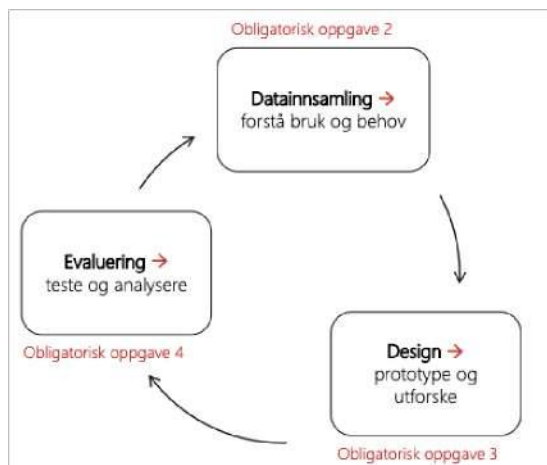 Obligatorisk oppgave 2
Datainnsamling →
forstå bruk og behov
Evaluering →
teste og analysere
Obligatorisk oppgave 4
Design →
prototype og
utforske
Obligatorisk oppgave 3